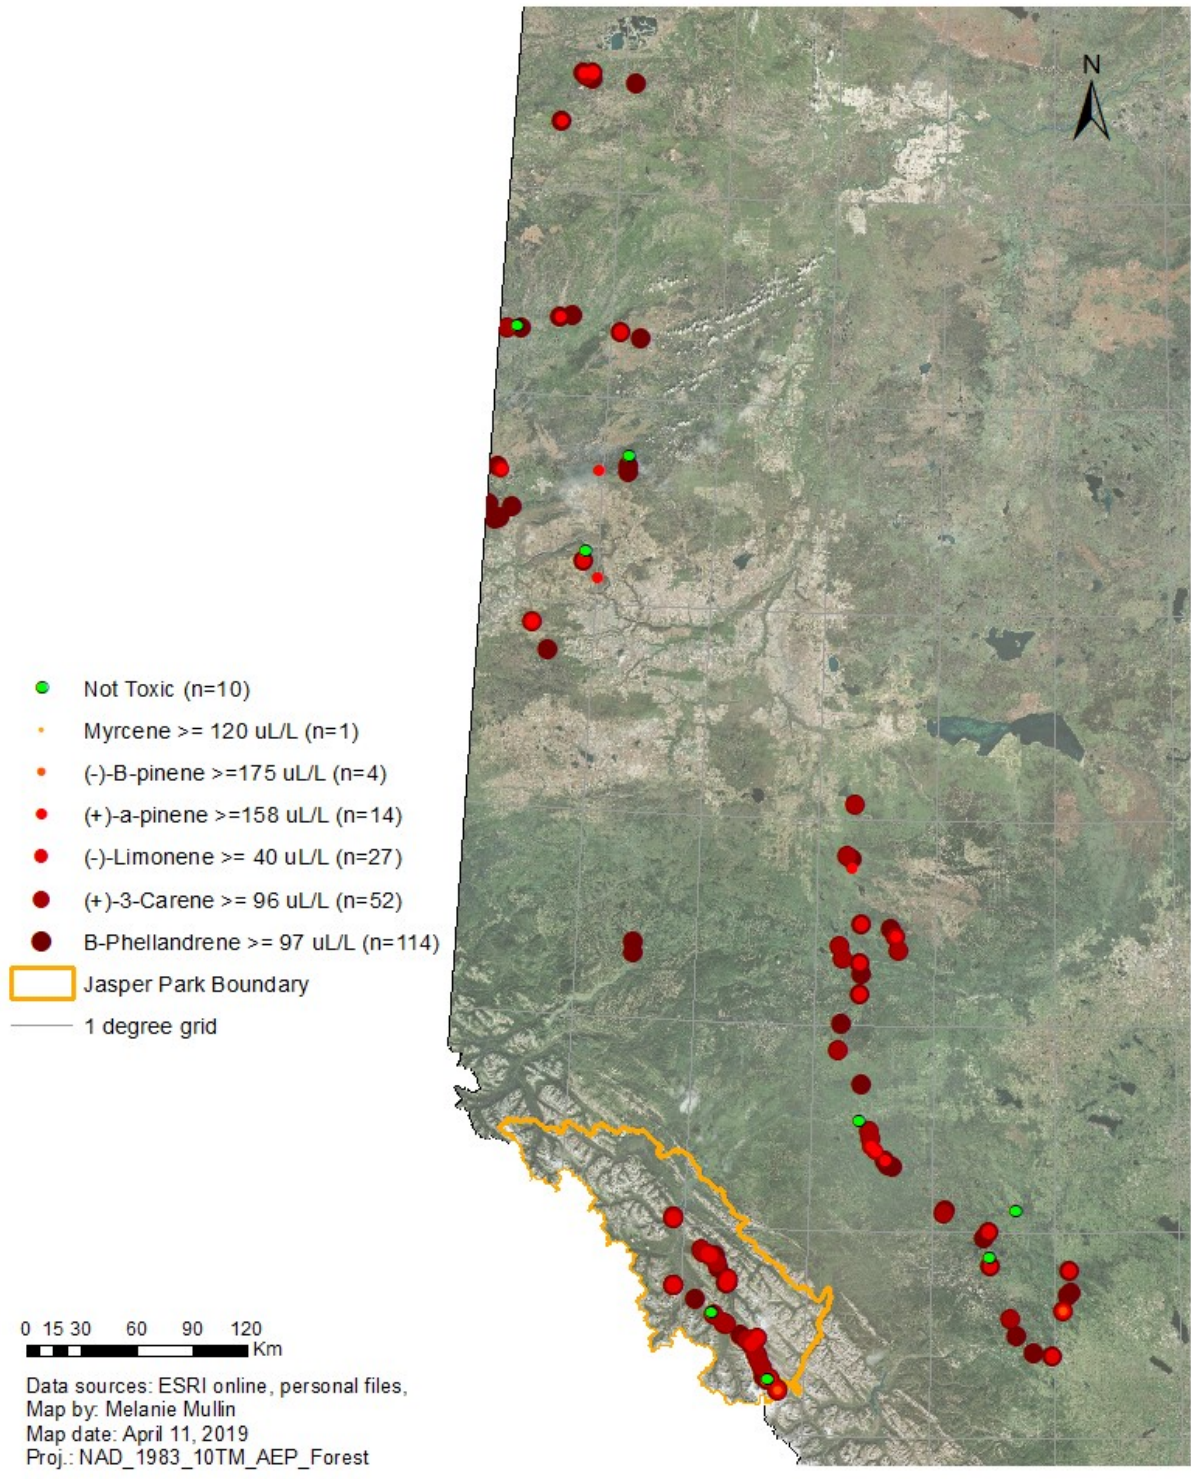 N
Not Toxic (n=10)
Myrcene >= 120 uL/L (n=1)
(-)-B-pinene >=175 uL/L (n=4)
(+)-a-pinene >=158 uL/L (n=14)
(-)-Limonene >= 40 uL/L (n=27)
(+)-3-Carene >= 96 uL/L (n=52)
B-Phellandrene >= 97 uL/L (n=114)
Jasper Park Boundary
1 degree grid
0 15 30 60 90 120
Km
Data sources: ESRI online, personal files,
Map by: Melanie Mullin
Map date: April 11, 2019
Proj.: NAD_1983_10TM_AEP_Forest